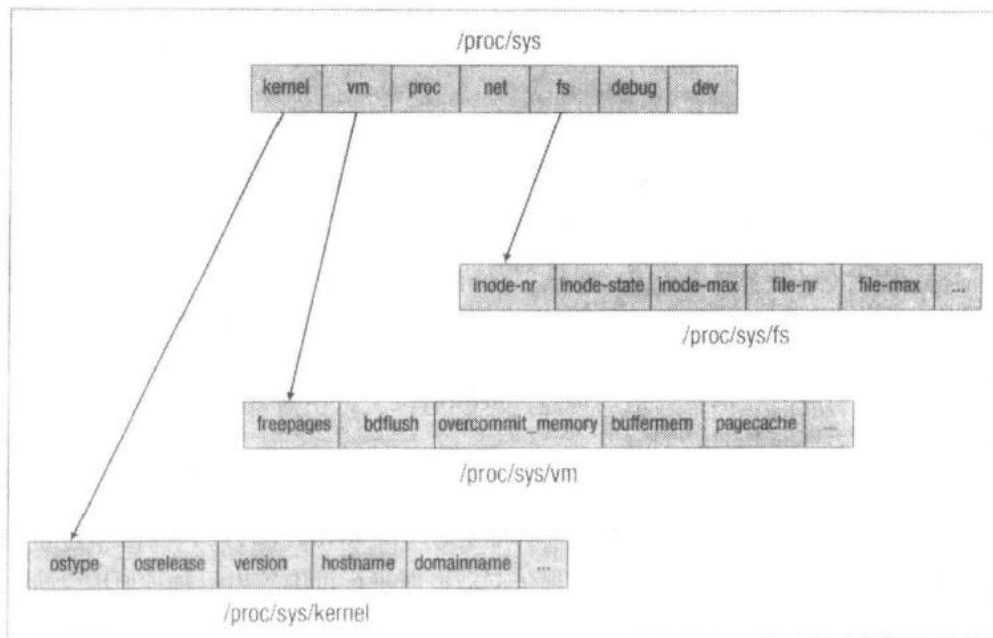 /proc/sys
kernel vm proc net fs debug dev
inode-nr inode-state inode-max file-nr file-max ...
/proc/sys/fs
freepages bdflush overcommit_memory buffermem pagecache ...
/proc/sys/vm
ostype osrelease version hostname domainname ...
/proc/sys/kernel